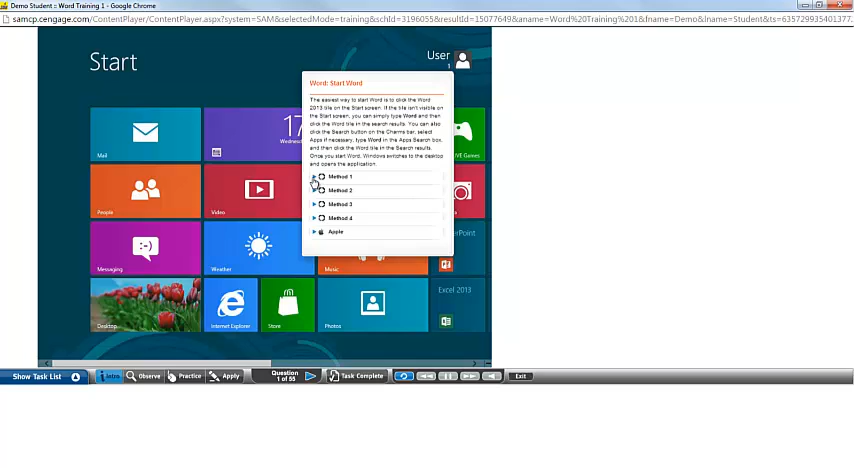 Demo Student :: Word Training 1 - Google Chrome
samcp.cengage.com/ContentPlayer/ContentPlayer.aspx?system=SAM&selectedMode=training&schId=3196055&resultId=15077649&aname=Word%20Training%201&fname=Demo&lname=Student&ts=635729935401377
Start
User
1
Word: Start Word
The easiest way to start Word is to click the Word
2013 tile on the Start screen. If the tile isn't visible on
the Start screen, you can simply type Word and then
click the Word tile in the search results. You can also
click the Search button on the Charms bar, select
Apps if necessary, type Word in the Apps Search box,
and then click the Word tile in the Search results.
Once you start Word, Windows switches to the desktop
and opens the application.
Method 1
Method 2
Method 3
Method 4
Apple
17
Mail
People
Video
Messaging
Weather
Music
Desktop
Internet Explorer
Store
Photos
Excel 2013
Show Task List
Intro
Observe
Practice
Apply
Question
1 of 55
Task Complete
Exit